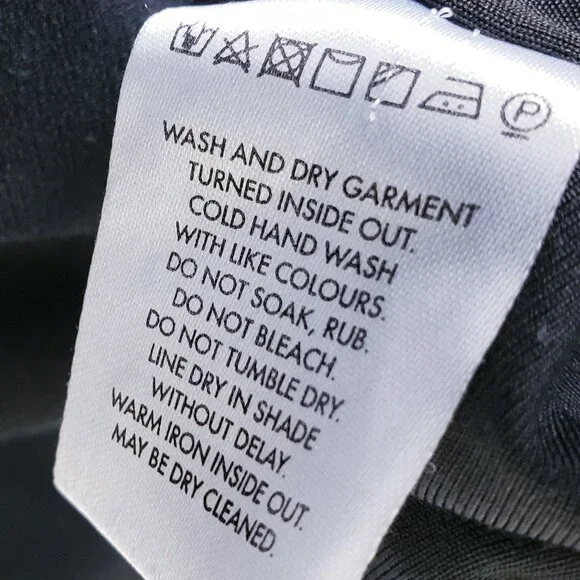 P
WASH AND DRY GARMENT
TURNED INSIDE OUT.
COLD HAND WASH
WITH LIKE COLOURS.
DO NOT SOAK, RUB.
DO NOT BLEACH.
DO NOT TUMBLE DRY.
LINE DRY IN SHADE
WITHOUT DELAY.
WARM IRON INSIDE OUT.
MAY BE DRY CLEANED.